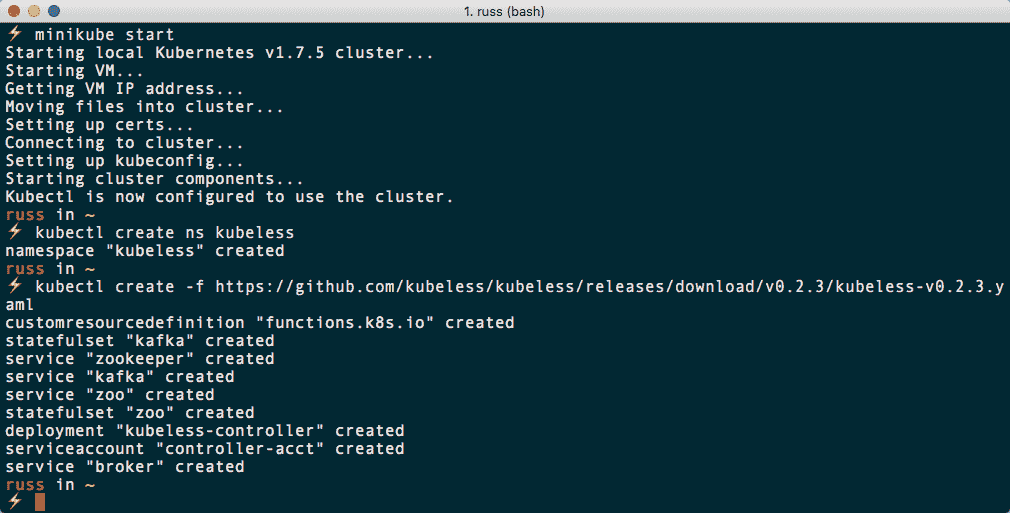 1. russ (bash)
⚡ minikube start
Starting local Kubernetes v1.7.5 cluster...
Starting VM...
Getting VM IP address...
Moving files into cluster...
Setting up certs...
Connecting to cluster...
Setting up kubeconfig...
Starting cluster components...
Kubectl is now configured to use the cluster.
russ in ~
⚡ kubectl create ns kubeless
namespace "kubeless" created
russ in ~
⚡ kubectl create -f https://github.com/kubeless/kubeless/releases/download/v0.2.3/kubeless-v0.2.3.y
aml
customresourcedefinition "functions.k8s.io" created
statefulset "kafka" created
service "zookeeper" created
service "kafka" created
service "zoo" created
statefulset "zoo" created
deployment "kubeless-controller" created
serviceaccount "controller-acct" created
service "broker" created
russ in ~
⚡